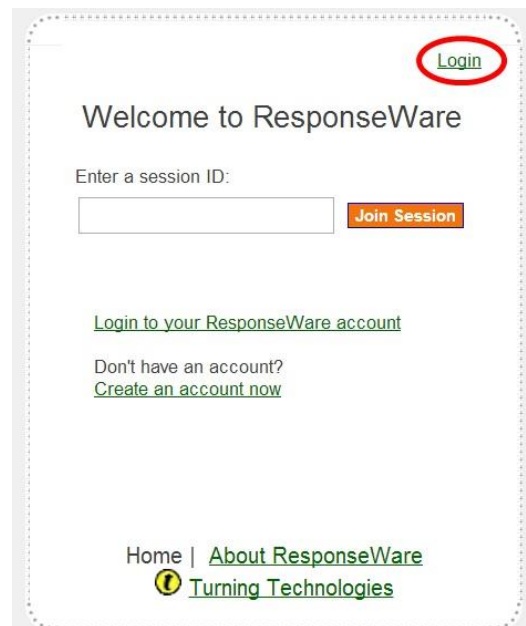 Login
Welcome to ResponseWare
Enter a session ID:
Join Session
Login to your ResponseWare account
Don't have an account?
Create an account now
Home | About ResponseWare
t Turning Technologies